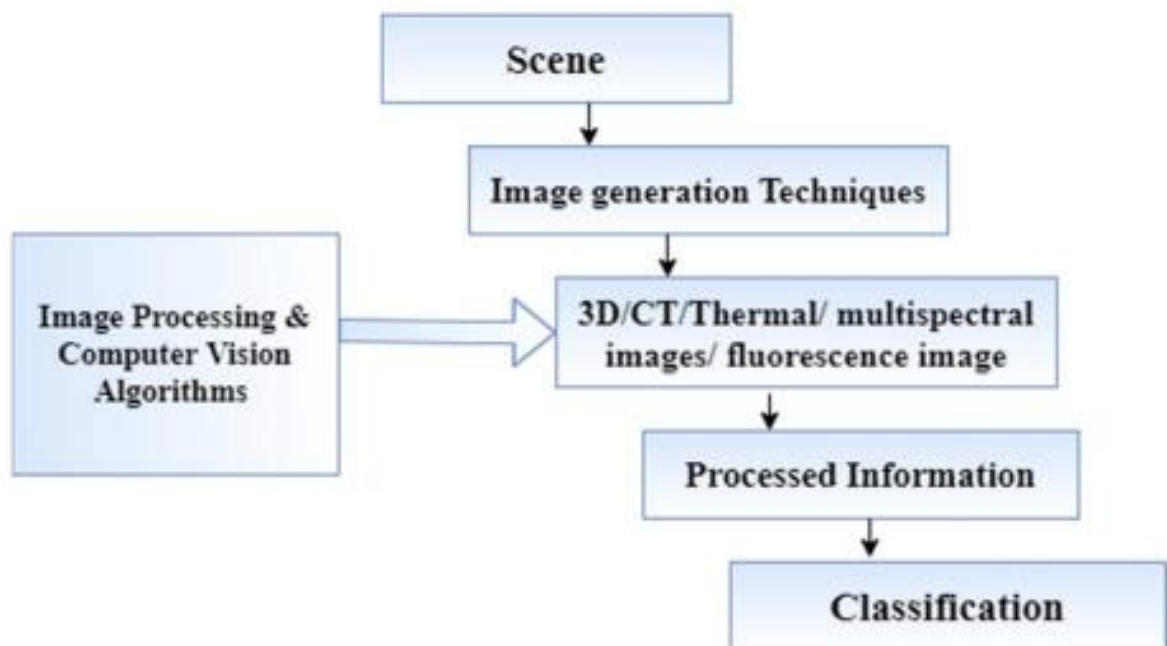 Scene
Image generation Techniques
Image Processing &
Computer Vision
Algorithms
3D/CT/Thermal/ multispectral
images/ fluorescence image
Processed Information
Classification